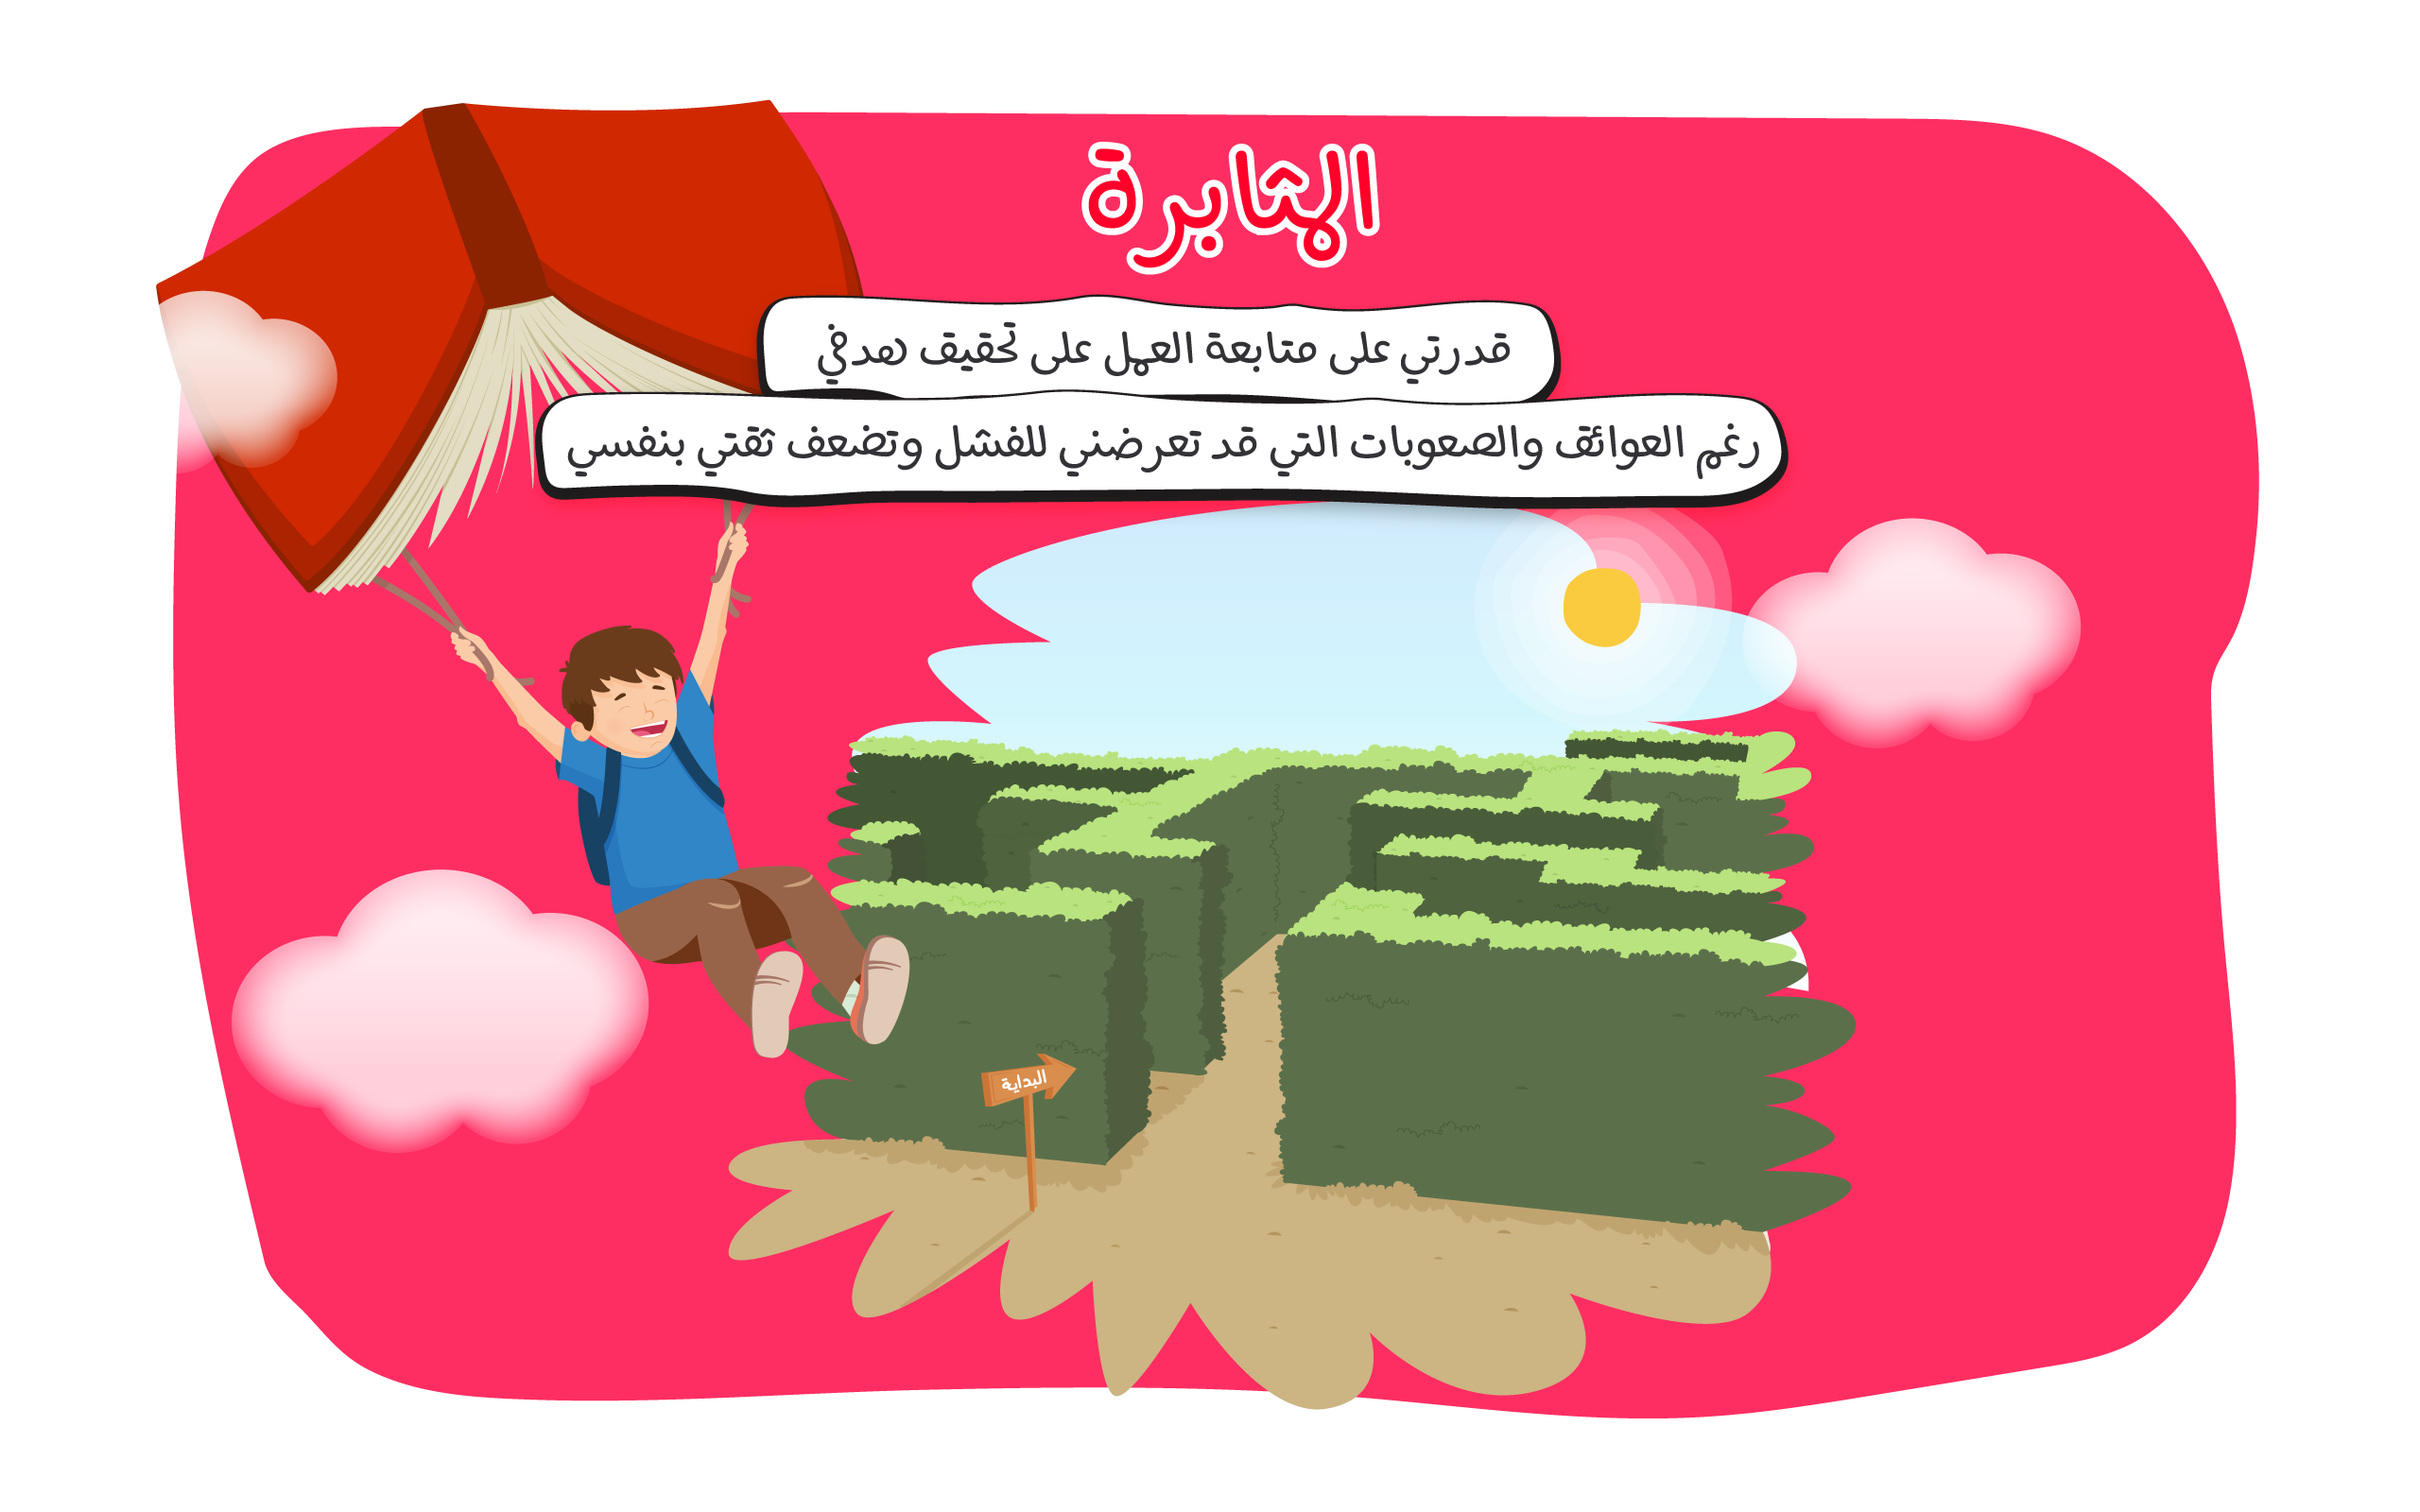 المثابرة
قدرتي على متابعة العمل على تحقيق هدفي
رغم العوائق والصعوبات التي قد تعرضني للفشل وتضعف ثقتي بنفسي
البداية